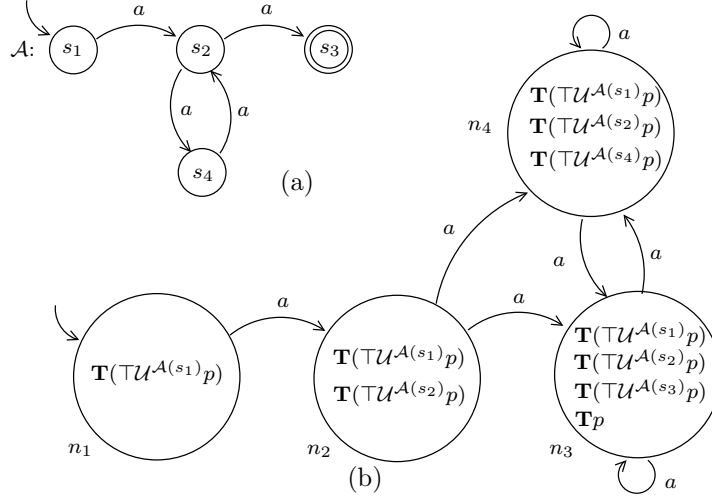 a
a
𝒜:
s₁
s₂
s₃
a
a
s₄
(a)
a
n₄
𝐓(⊤𝒰^{𝒜(s₁)}p)
𝐓(⊤𝒰^{𝒜(s₂)}p)
𝐓(⊤𝒰^{𝒜(s₄)}p)
a
a
a
a
a
𝐓(⊤𝒰^{𝒜(s₁)}p)
n₁
𝐓(⊤𝒰^{𝒜(s₁)}p)
𝐓(⊤𝒰^{𝒜(s₂)}p)
n₂
𝐓(⊤𝒰^{𝒜(s₁)}p)
𝐓(⊤𝒰^{𝒜(s₂)}p)
𝐓(⊤𝒰^{𝒜(s₃)}p)
𝐓p
n₃
a
(b)